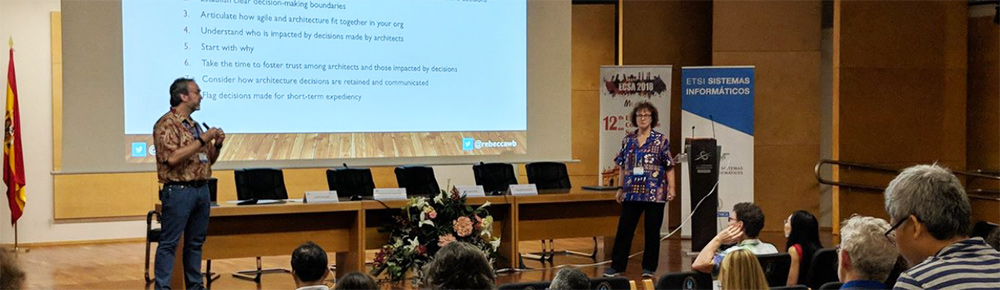 Establish clear decision-making boundaries
3. Articulate how agile and architecture fit together in your org
4. Understand who is impacted by decisions made by architects
5. Start with why
6. Take the time to foster trust among architects and those impacted by decisions
Consider how architecture decisions are retained and communicated
Flag decisions made for short-term expediency
@rebeccawb
ECSA 2018
12th
ETSI SISTEMAS
INFORMÁTICOS